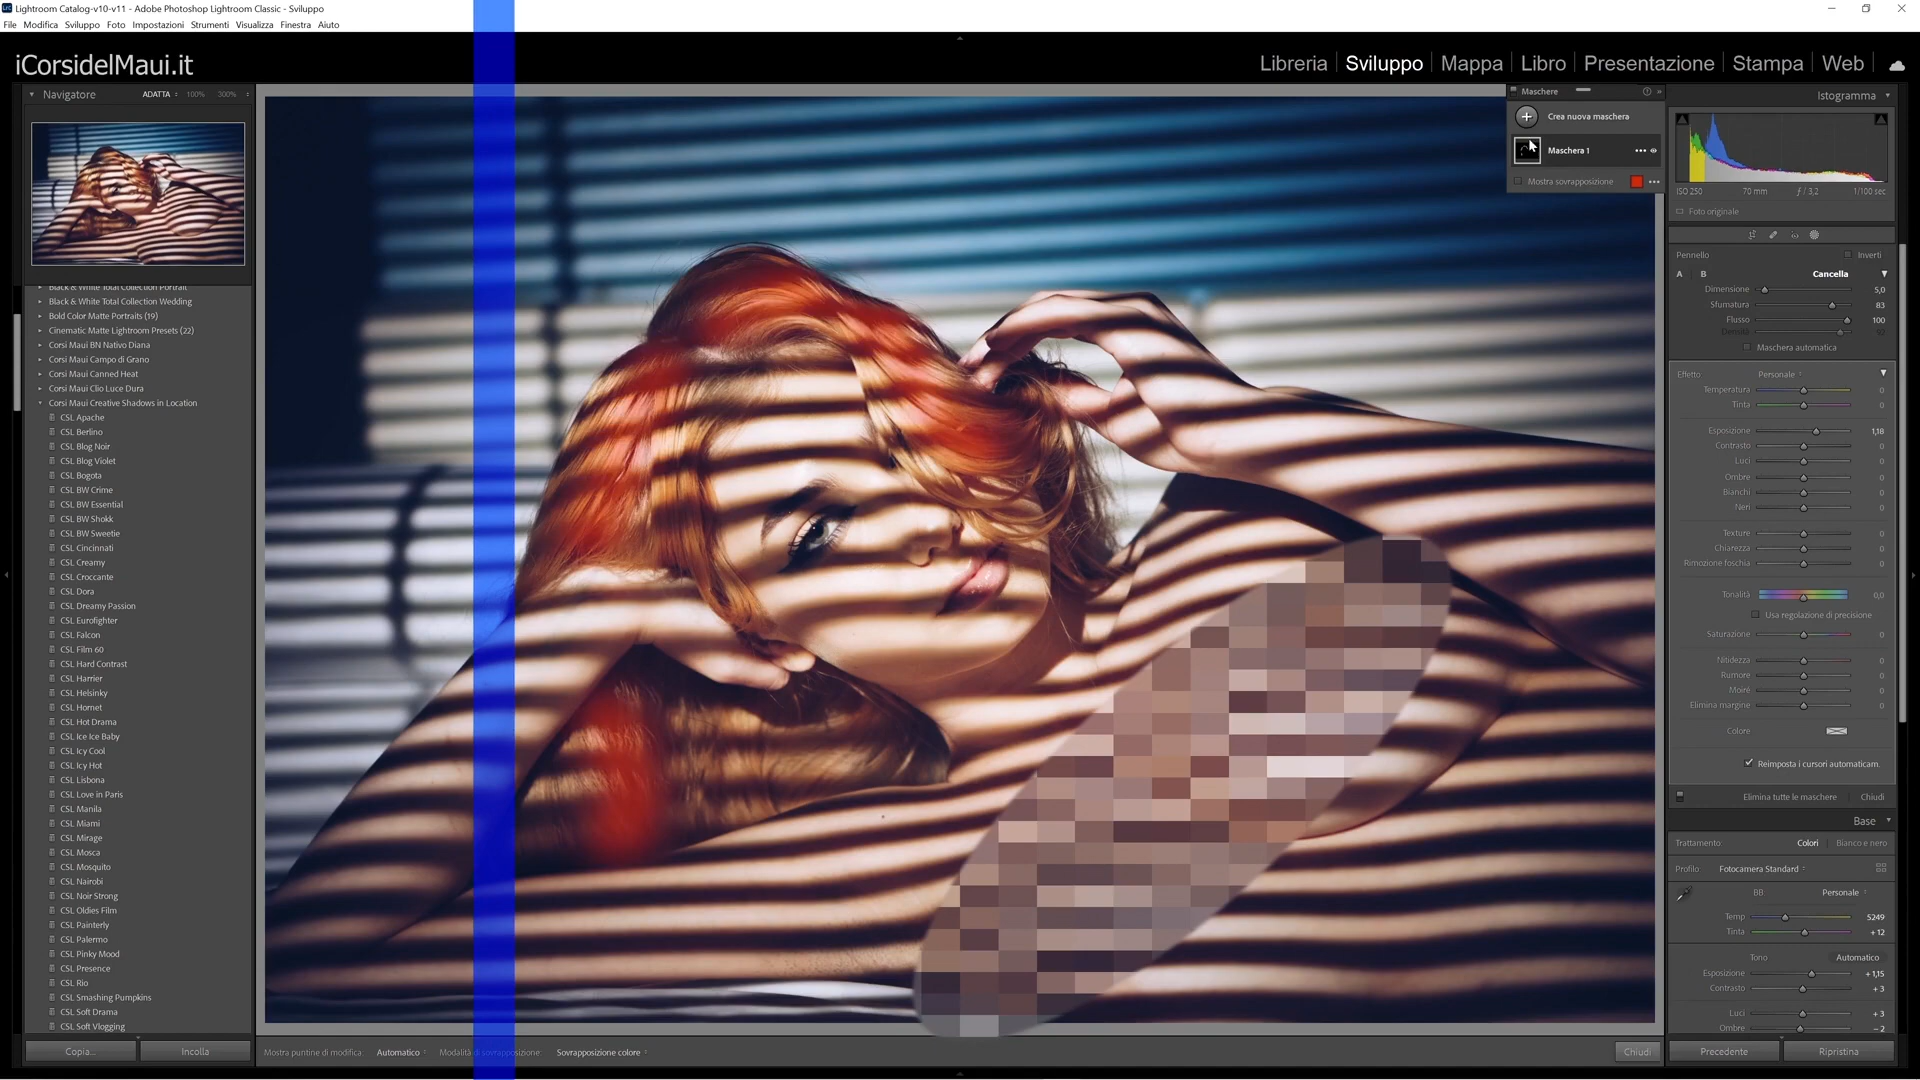 Lightroom Catalog-v10-v11 - Adobe Photoshop Lightroom Classic - Sviluppo
File Modifica Sviluppo Foto Impostazioni Strumenti Visualizza Finestra Aiuto
iCorsidelMaui.it
Libreria Sviluppo Mappa Libro Presentazione Stampa Web
Navigatore ADATTA 100% 300%
Black & White Total Collection Portrait
Black & White Total Collection Wedding
Bold Color Matte Portraits (19)
Cinematic Matte Lightroom Presets (22)
Corsi Maui BN Nativo Diana
Corsi Maui Campo di Grano
Corsi Maui Canned Heat
Corsi Maui Clio Luce Dura
Corsi Maui Creative Shadows in Location
CSL Apache
CSL Berlino
CSL Blog Noir
CSL Blog Violet
CSL Bogota
CSL BW Crime
CSL BW Essential
CSL BW Shokk
CSL BW Sweetie
CSL Cincinnati
CSL Creamy
CSL Croccante
CSL Dora
CSL Dreamy Passion
CSL Eurofighter
CSL Falcon
CSL Film 60
CSL Hard Contrast
CSL Harrier
CSL Helsinky
CSL Hornet
CSL Hot Drama
CSL Ice Ice Baby
CSL Icy Cool
CSL Icy Hot
CSL Lisbona
CSL Love in Paris
CSL Manila
CSL Miami
CSL Mirage
CSL Mosca
CSL Mosquito
CSL Nairobi
CSL Noir Strong
CSL Oldies Film
CSL Painterly
CSL Palermo
CSL Pinky Mood
CSL Presence
CSL Rio
CSL Smashing Pumpkins
CSL Soft Drama
CSL Soft Vlogging
Copia... Incolla
Mostra puntine di modifica: Automatico Modalità di sovrapposizione: Sovrapposizione colore Chiudi
Maschere
Crea nuova maschera
Maschera 1
Mostra sovrapposizione
Istogramma
ISO 250 70 mm ƒ / 3,2 1/100 sec
Foto originale
Pennello Inverti
A B Cancella
Dimensione 5,0
Sfumatura 83
Flusso 100
Densità
Maschera automatica
Effetto Personale
Temperatura 0
Tinta 0
Esposizione 1,18
Contrasto 0
Luci 0
Ombre 0
Bianchi 0
Neri 0
Texture 0
Chiarezza 0
Rimozione foschia 0
Tonalità 0,0
Usa regolazione di precisione
Saturazione 0
Nitidezza 0
Rumore 0
Moiré 0
Elimina margine 0
Colore
Reimposta i cursori automaticam.
Elimina tutte le maschere Chiudi
Base
Trattamento Colori Bianco e nero
Profilo Fotocamera Standard
BB Personale
Temp 5249
Tinta + 12
Tono Automatico
Esposizione + 1,15
Contrasto + 3
Luci + 3
Ombre − 2
Precedente Ripristina